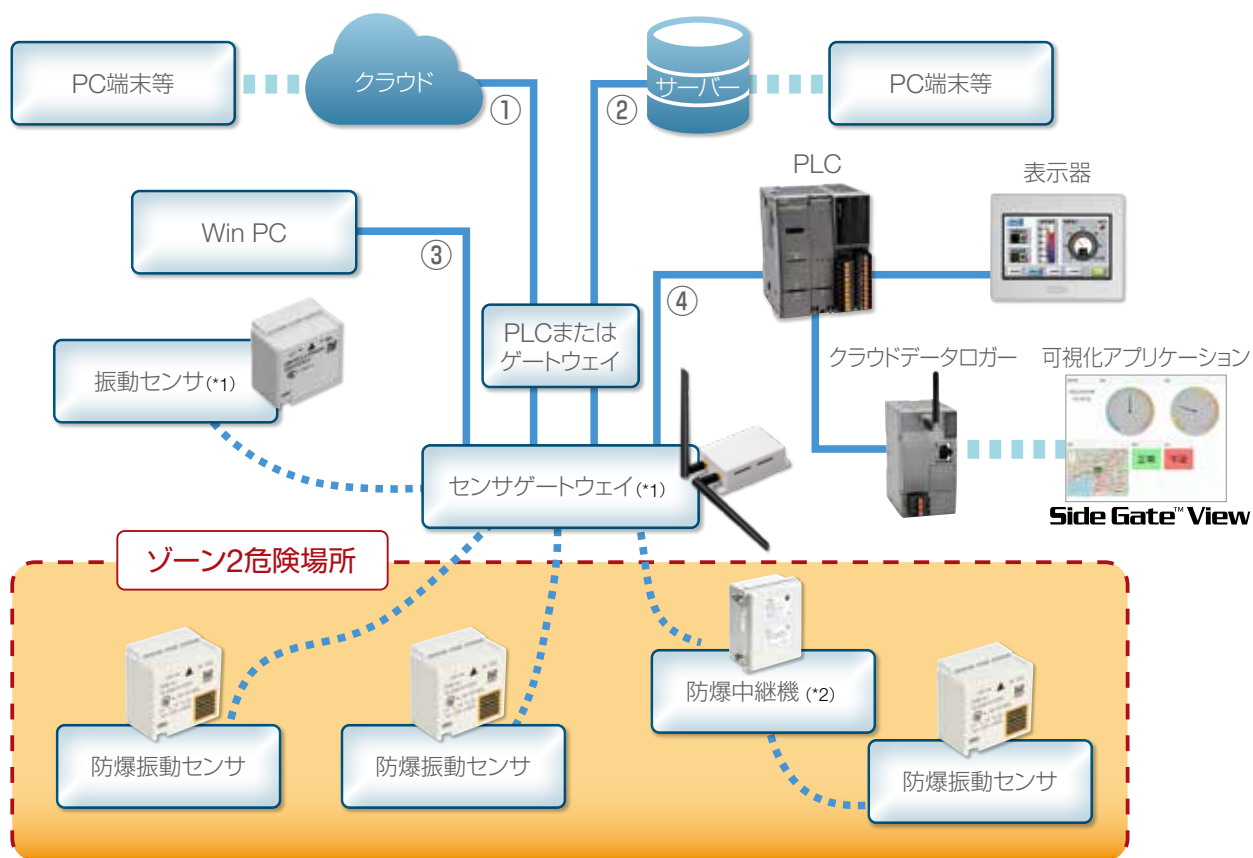 PC端末等
クラウド
①
②
サーバー
PC端末等
PLC
表示器
Win PC
③
④
PLCまたは
ゲートウェイ
振動センサ(*1)
クラウドデータロガー
可視化アプリケーション
正常
センサゲートウェイ(*1)
Side Gate™ View
ゾーン2危険場所
防爆中継機(*2)
防爆振動センサ
防爆振動センサ
防爆振動センサ